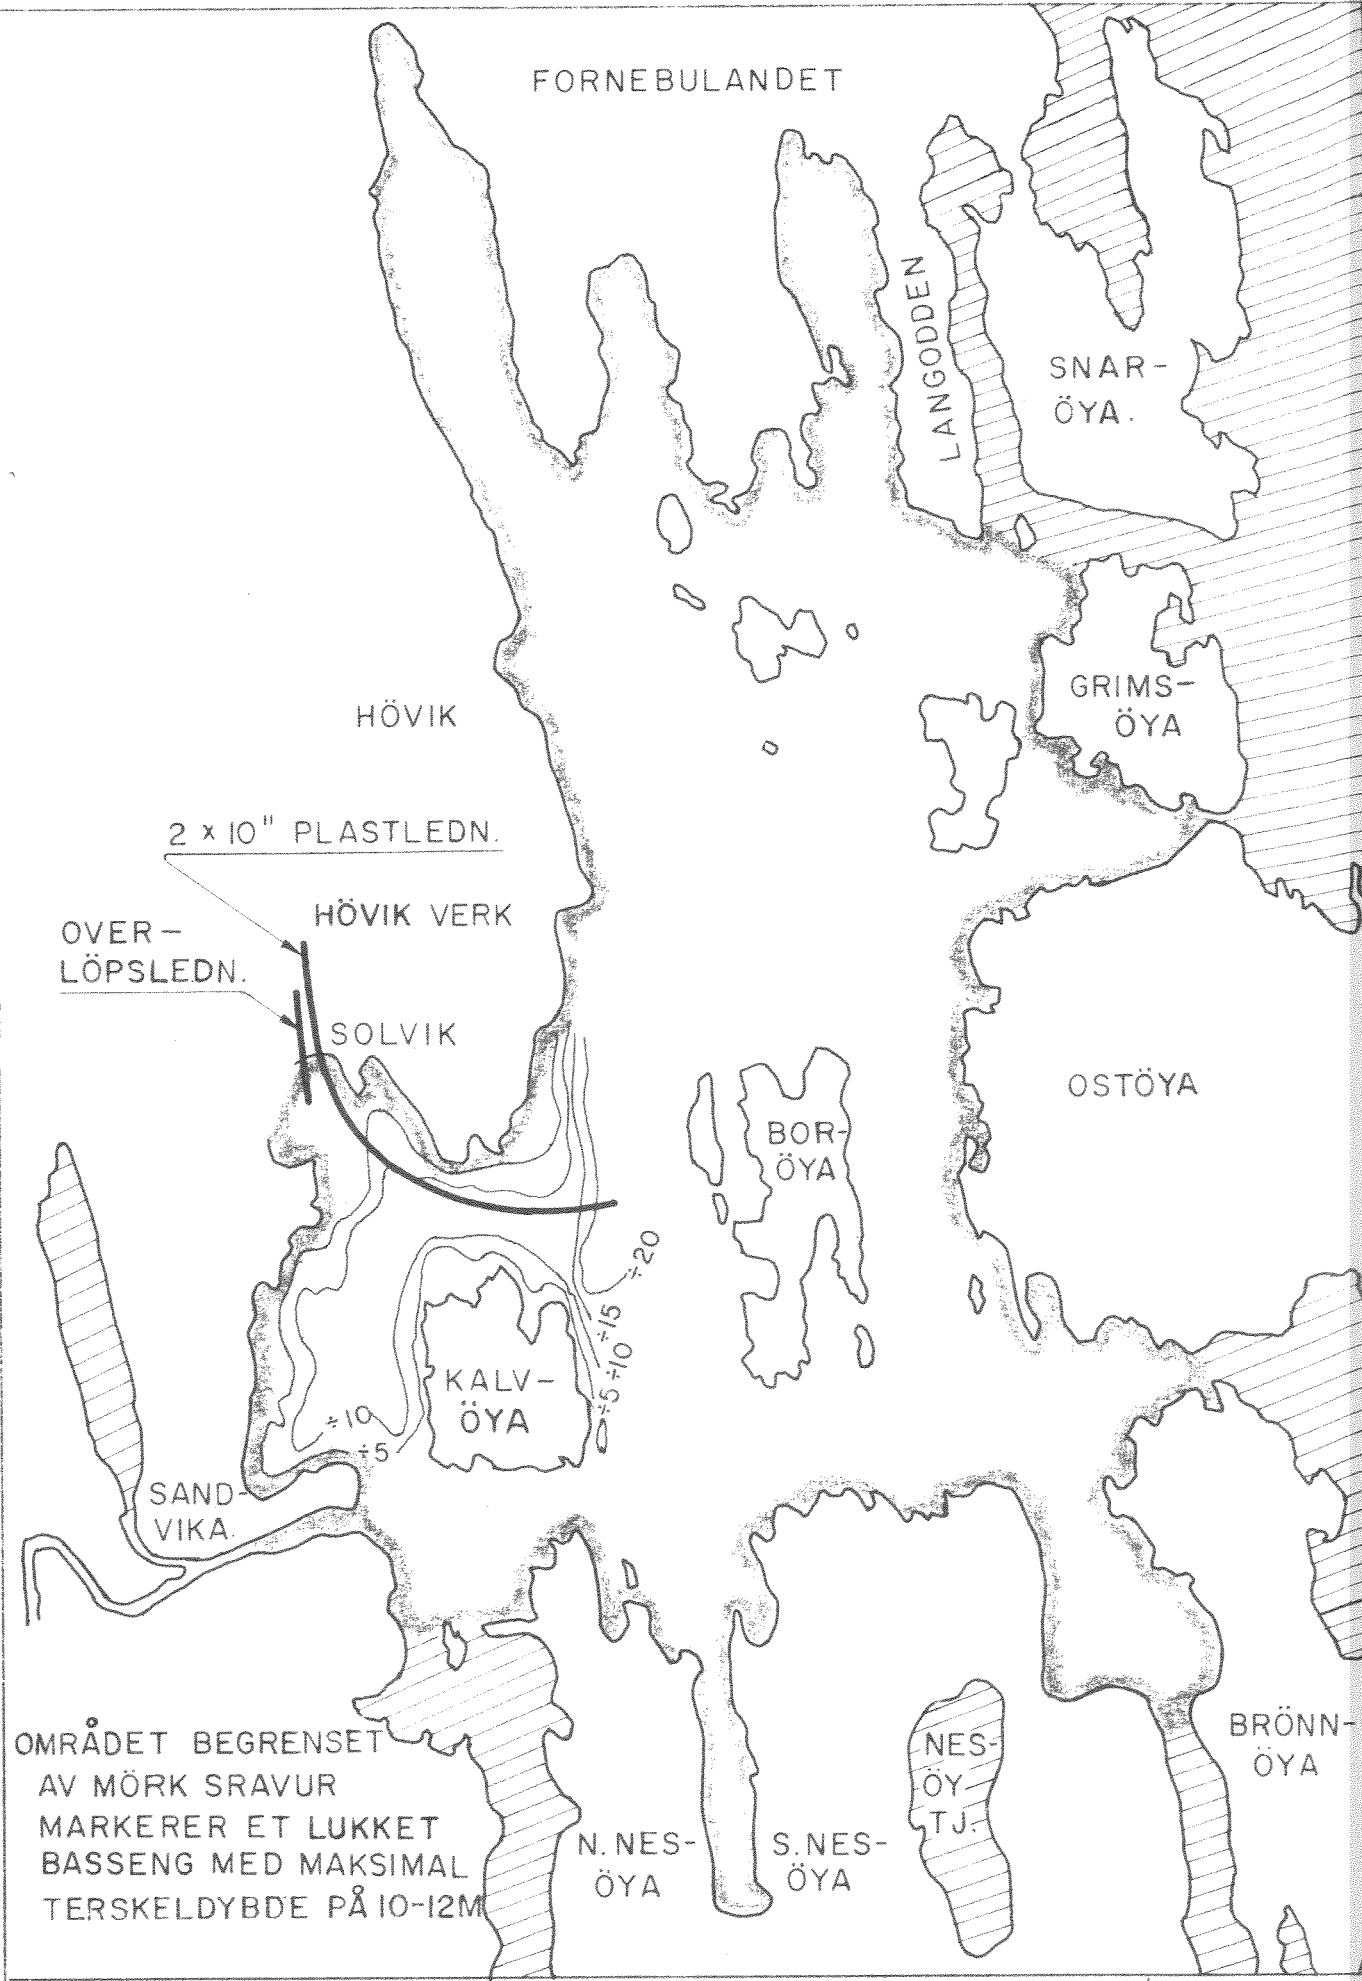 FORNEBULANDET
LANGODDEN
SNAR-
ÖYA.
GRIMS-
ÖYA
HÖVIK
2 x 10" PLASTLEDN.
HÖVIK VERK
OVER-
LÖPSLEDN.
SOLVIK
OSTÖYA
BOR-
ÖYA
÷20
÷15
÷10
÷5
KALV-
ÖYA
÷10
÷5
SAND-
VIKA.
OMRÅDET BEGRENSET
AV MÖRK SRAVUR
MARKERER ET LUKKET
BASSENG MED MAKSIMAL
TERSKELDYBDE PÅ 10-12M
N. NES-
ÖYA
S. NES-
ÖYA
NES-
ÖY
TJ.
BRÖNN-
ÖYA